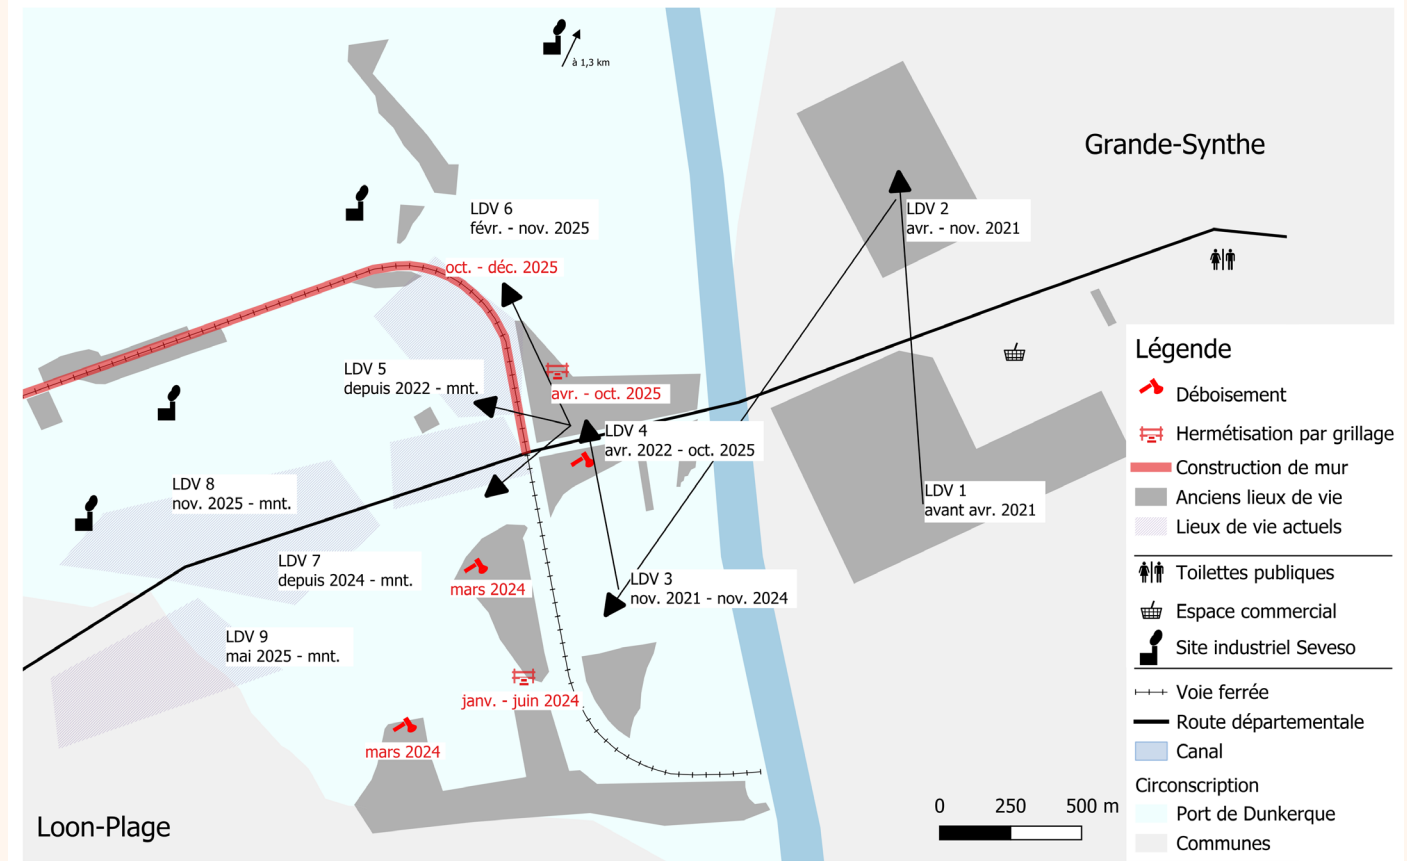 à 1,3 km
Grande-Synthe
LDV 2
avr. - nov. 2021
LDV 6
févr. - nov. 2025
oct. - déc. 2025
LDV 5
depuis 2022 - mnt.
avr. - oct. 2025
LDV 4
avr. 2022 - oct. 2025
LDV 8
nov. 2025 - mnt.
LDV 1
avant avr. 2021
LDV 7
depuis 2024 - mnt.
mars 2024
LDV 3
nov. 2021 - nov. 2024
LDV 9
mai 2025 - mnt.
janv. - juin 2024
mars 2024
Loon-Plage
0 250 500 m
Légende
Déboisement
Hermétisation par grillage
Construction de mur
Anciens lieux de vie
Lieux de vie actuels
Toilettes publiques
Espace commercial
Site industriel Seveso
Voie ferrée
Route départementale
Canal
Circonscription
Port de Dunkerque
Communes